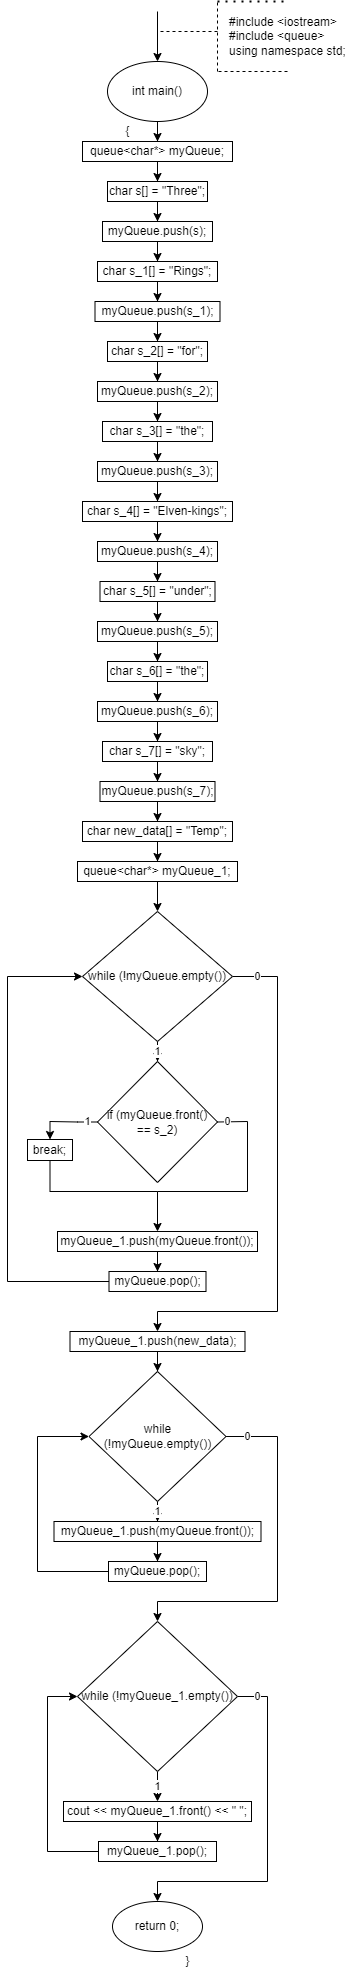 #include <iostream>
#include <queue>
using namespace std;
int main()
{
queue<char*> myQueue;
char s[] = "Three";
myQueue.push(s);
char s_1[] = "Rings";
myQueue.push(s_1);
char s_2[] = "for";
myQueue.push(s_2);
char s_3[] = "the";
myQueue.push(s_3);
char s_4[] = "Elven-kings";
myQueue.push(s_4);
char s_5[] = "under";
myQueue.push(s_5);
char s_6[] = "the";
myQueue.push(s_6);
char s_7[] = "sky";
myQueue.push(s_7);
char new_data[] = "Temp";
queue<char*> myQueue_1;
while (!myQueue.empty())
0
1
if (myQueue.front()
== s_2)
1
0
break;
myQueue_1.push(myQueue.front());
myQueue.pop();
myQueue_1.push(new_data);
while
(!myQueue.empty())
0
1
myQueue_1.push(myQueue.front());
myQueue.pop();
while (!myQueue_1.empty())
0
1
cout << myQueue_1.front() << " ";
myQueue_1.pop();
return 0;
}